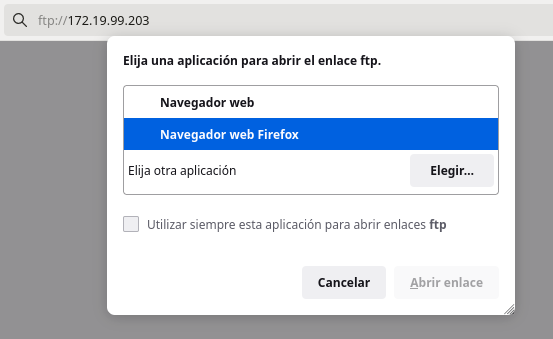 ftp://172.19.99.203
Elija una aplicación para abrir el enlace ftp.
Navegador web
Navegador web Firefox
Elija otra aplicación
Elegir...
Utilizar siempre esta aplicación para abrir enlaces ftp
Cancelar
Abrir enlace